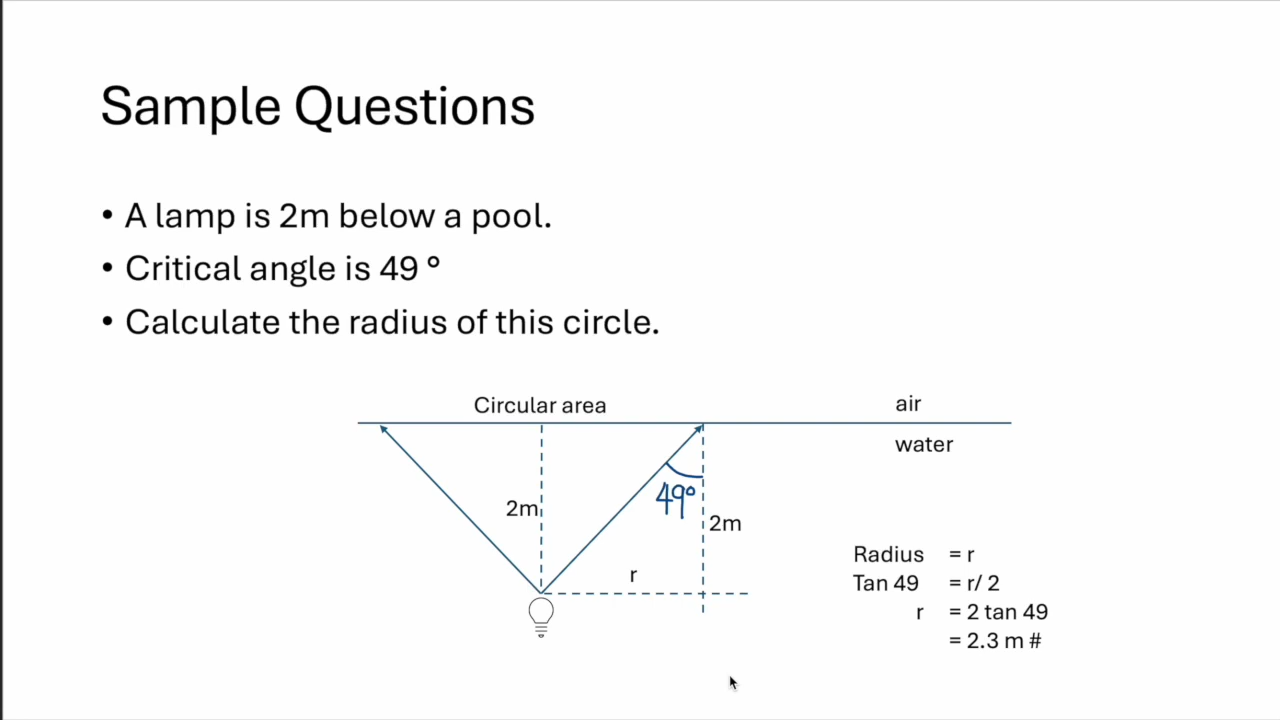 Sample Questions
• A lamp is 2m below a pool.
• Critical angle is 49 °
• Calculate the radius of this circle.
Circular area
air
water
2m
49°
2m
r
Radius = r
Tan 49 = r/ 2
r = 2 tan 49
= 2.3 m #